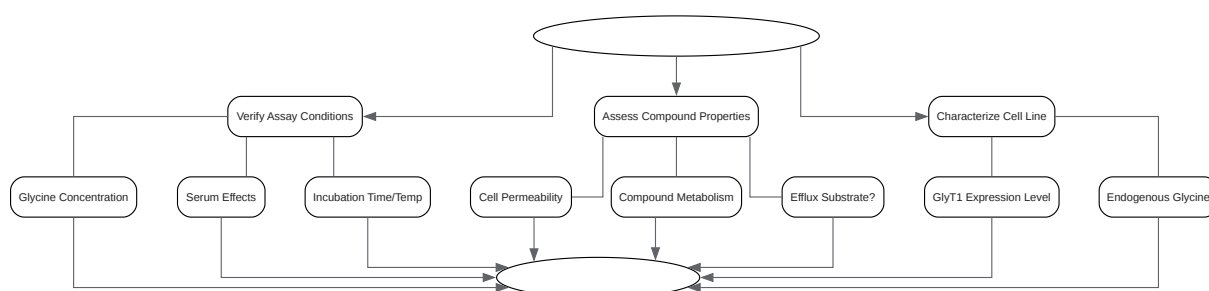 Verify Assay Conditions
Assess Compound Properties
Characterize Cell Line
Glycine Concentration
Serum Effects
Incubation Time/Temp
Cell Permeability
Compound Metabolism
Efflux Substrate?
GlyT1 Expression Level
Endogenous Glycine